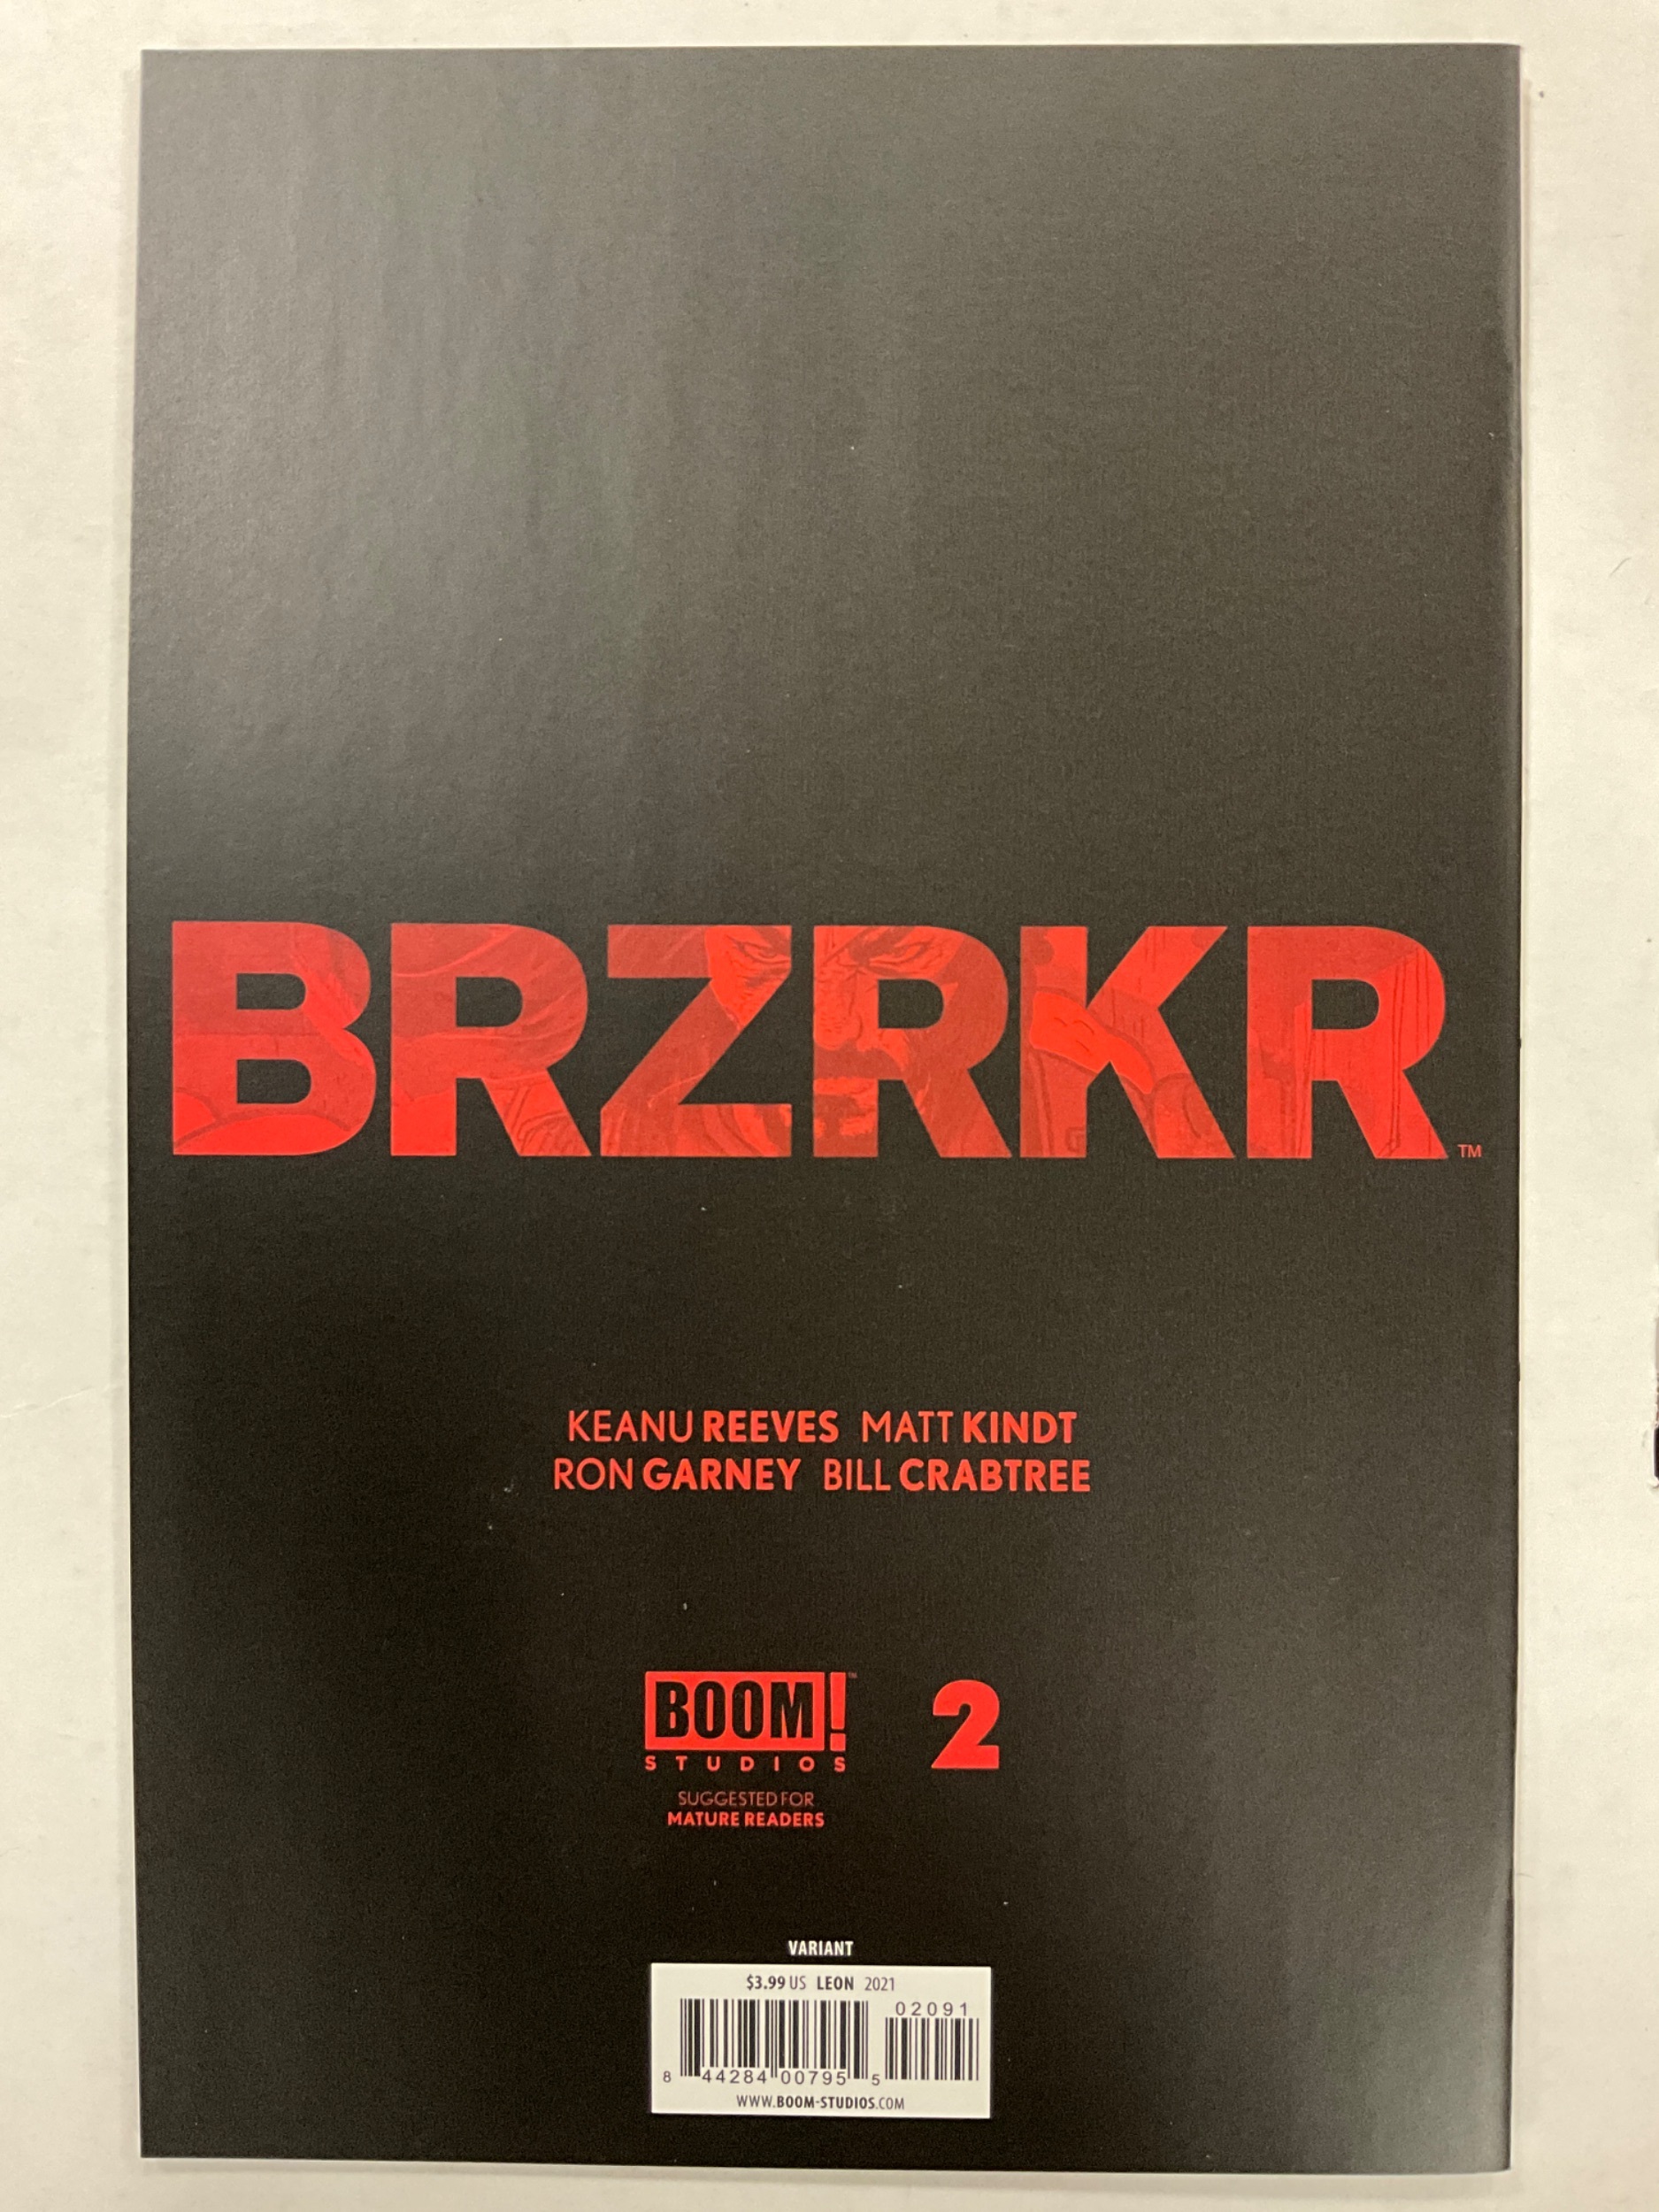 BRZRKR™
KEANU REEVES MATT KINDT
RON GARNEY BILL CRABTREE
BOOM!™
STUDIOS
2
SUGGESTED FOR
MATURE READERS
VARIANT
$3.99 US LEON 2021
02091
8 44284 00795 5
WWW.BOOM-STUDIOS.COM